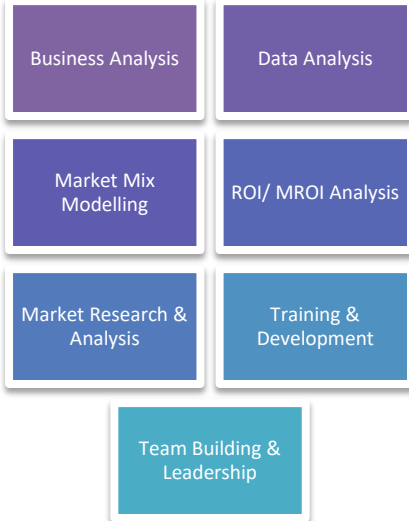 Business Analysis
Data Analysis
Market Mix
Modelling
ROI/ MROI Analysis
Market Research &
Analysis
Training &
Development
Team Building &
Leadership